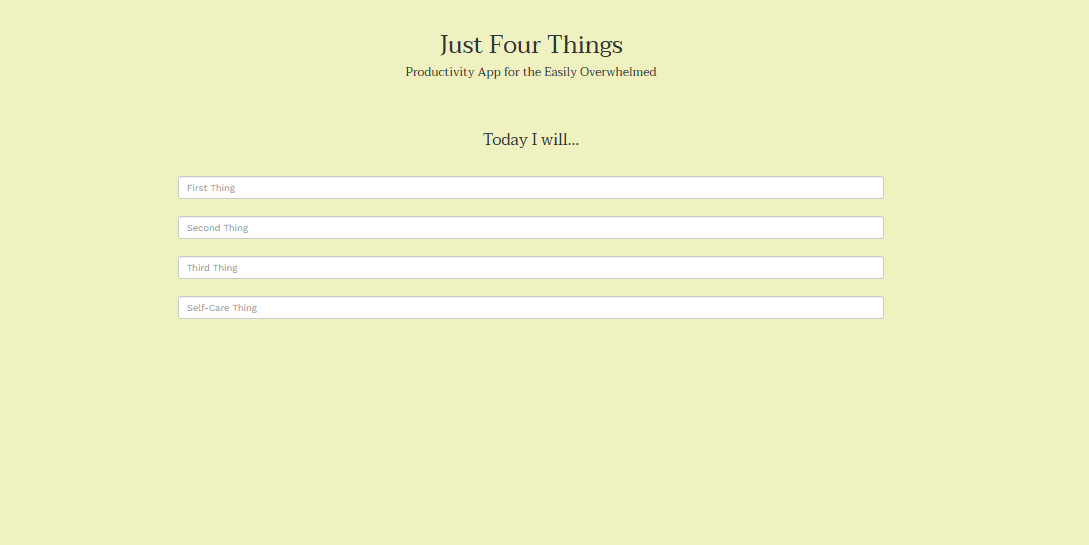 Just Four Things
Productivity App for the Easily Overwhelmed
Today I will...
First Thing
Second Thing
Third Thing
Self-Care Thing